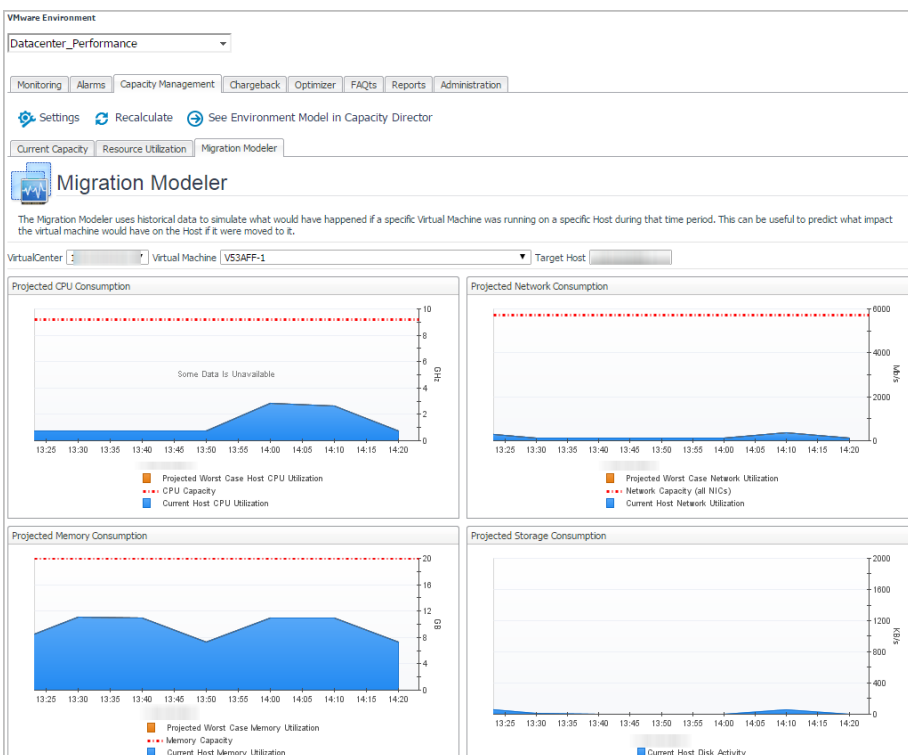 VMware Environment
Datacenter_Performance
Monitoring Alarms Capacity Management Chargeback Optimizer FAQts Reports Administration
Settings Recalculate See Environment Model in Capacity Director
Current Capacity Resource Utilization Migration Modeler
Migration Modeler
The Migration Modeler uses historical data to simulate what would have happened if a specific Virtual Machine was running on a specific Host during that time period. This can be useful to predict what impact
the virtual machine would have on the Host if it were moved to it.
VirtualCenter Virtual Machine V53AFF-1 Target Host
Projected CPU Consumption
10
8
6
Some Data Is Unavailable
GHz
4
2
0
13:25 13:30 13:35 13:40 13:45 13:50 13:55 14:00 14:05 14:10 14:15 14:20
Projected Worst Case Host CPU Utilization
CPU Capacity
Current Host CPU Utilization
Projected Network Consumption
6000
4000
Mb/s
2000
0
13:25 13:30 13:35 13:40 13:45 13:50 13:55 14:00 14:05 14:10 14:15 14:20
Projected Worst Case Network Utilization
Network Capacity (all NICs)
Current Host Network Utilization
Projected Memory Consumption
20
16
12
GB
8
4
0
13:25 13:30 13:35 13:40 13:45 13:50 13:55 14:00 14:05 14:10 14:15 14:20
Projected Worst Case Memory Utilization
Memory Capacity
Current Host Memory Utilization
Projected Storage Consumption
2000
1600
1200
KB/s
800
400
0
13:25 13:30 13:35 13:40 13:45 13:50 13:55 14:00 14:05 14:10 14:15 14:20
Current Host Disk Activity